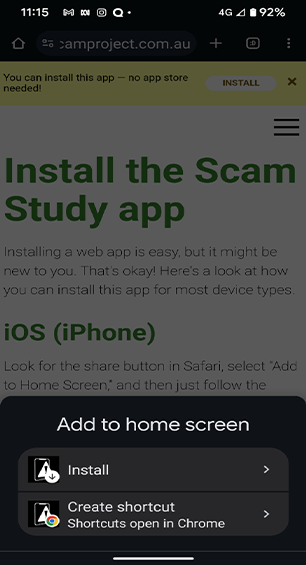 11:15
4G
92%
camproject.com.au
You can install this app — no app store
needed!
INSTALL
Install the Scam
Study app
Installing a web app is easy, but it might be
new to you. That's okay! Here's a look at how
you can install this app for most device types.
iOS (iPhone)
Look for the share button in Safari, select "Add
to Home Screen," and then just follow the
Add to home screen
Install
Create shortcut
Shortcuts open in Chrome